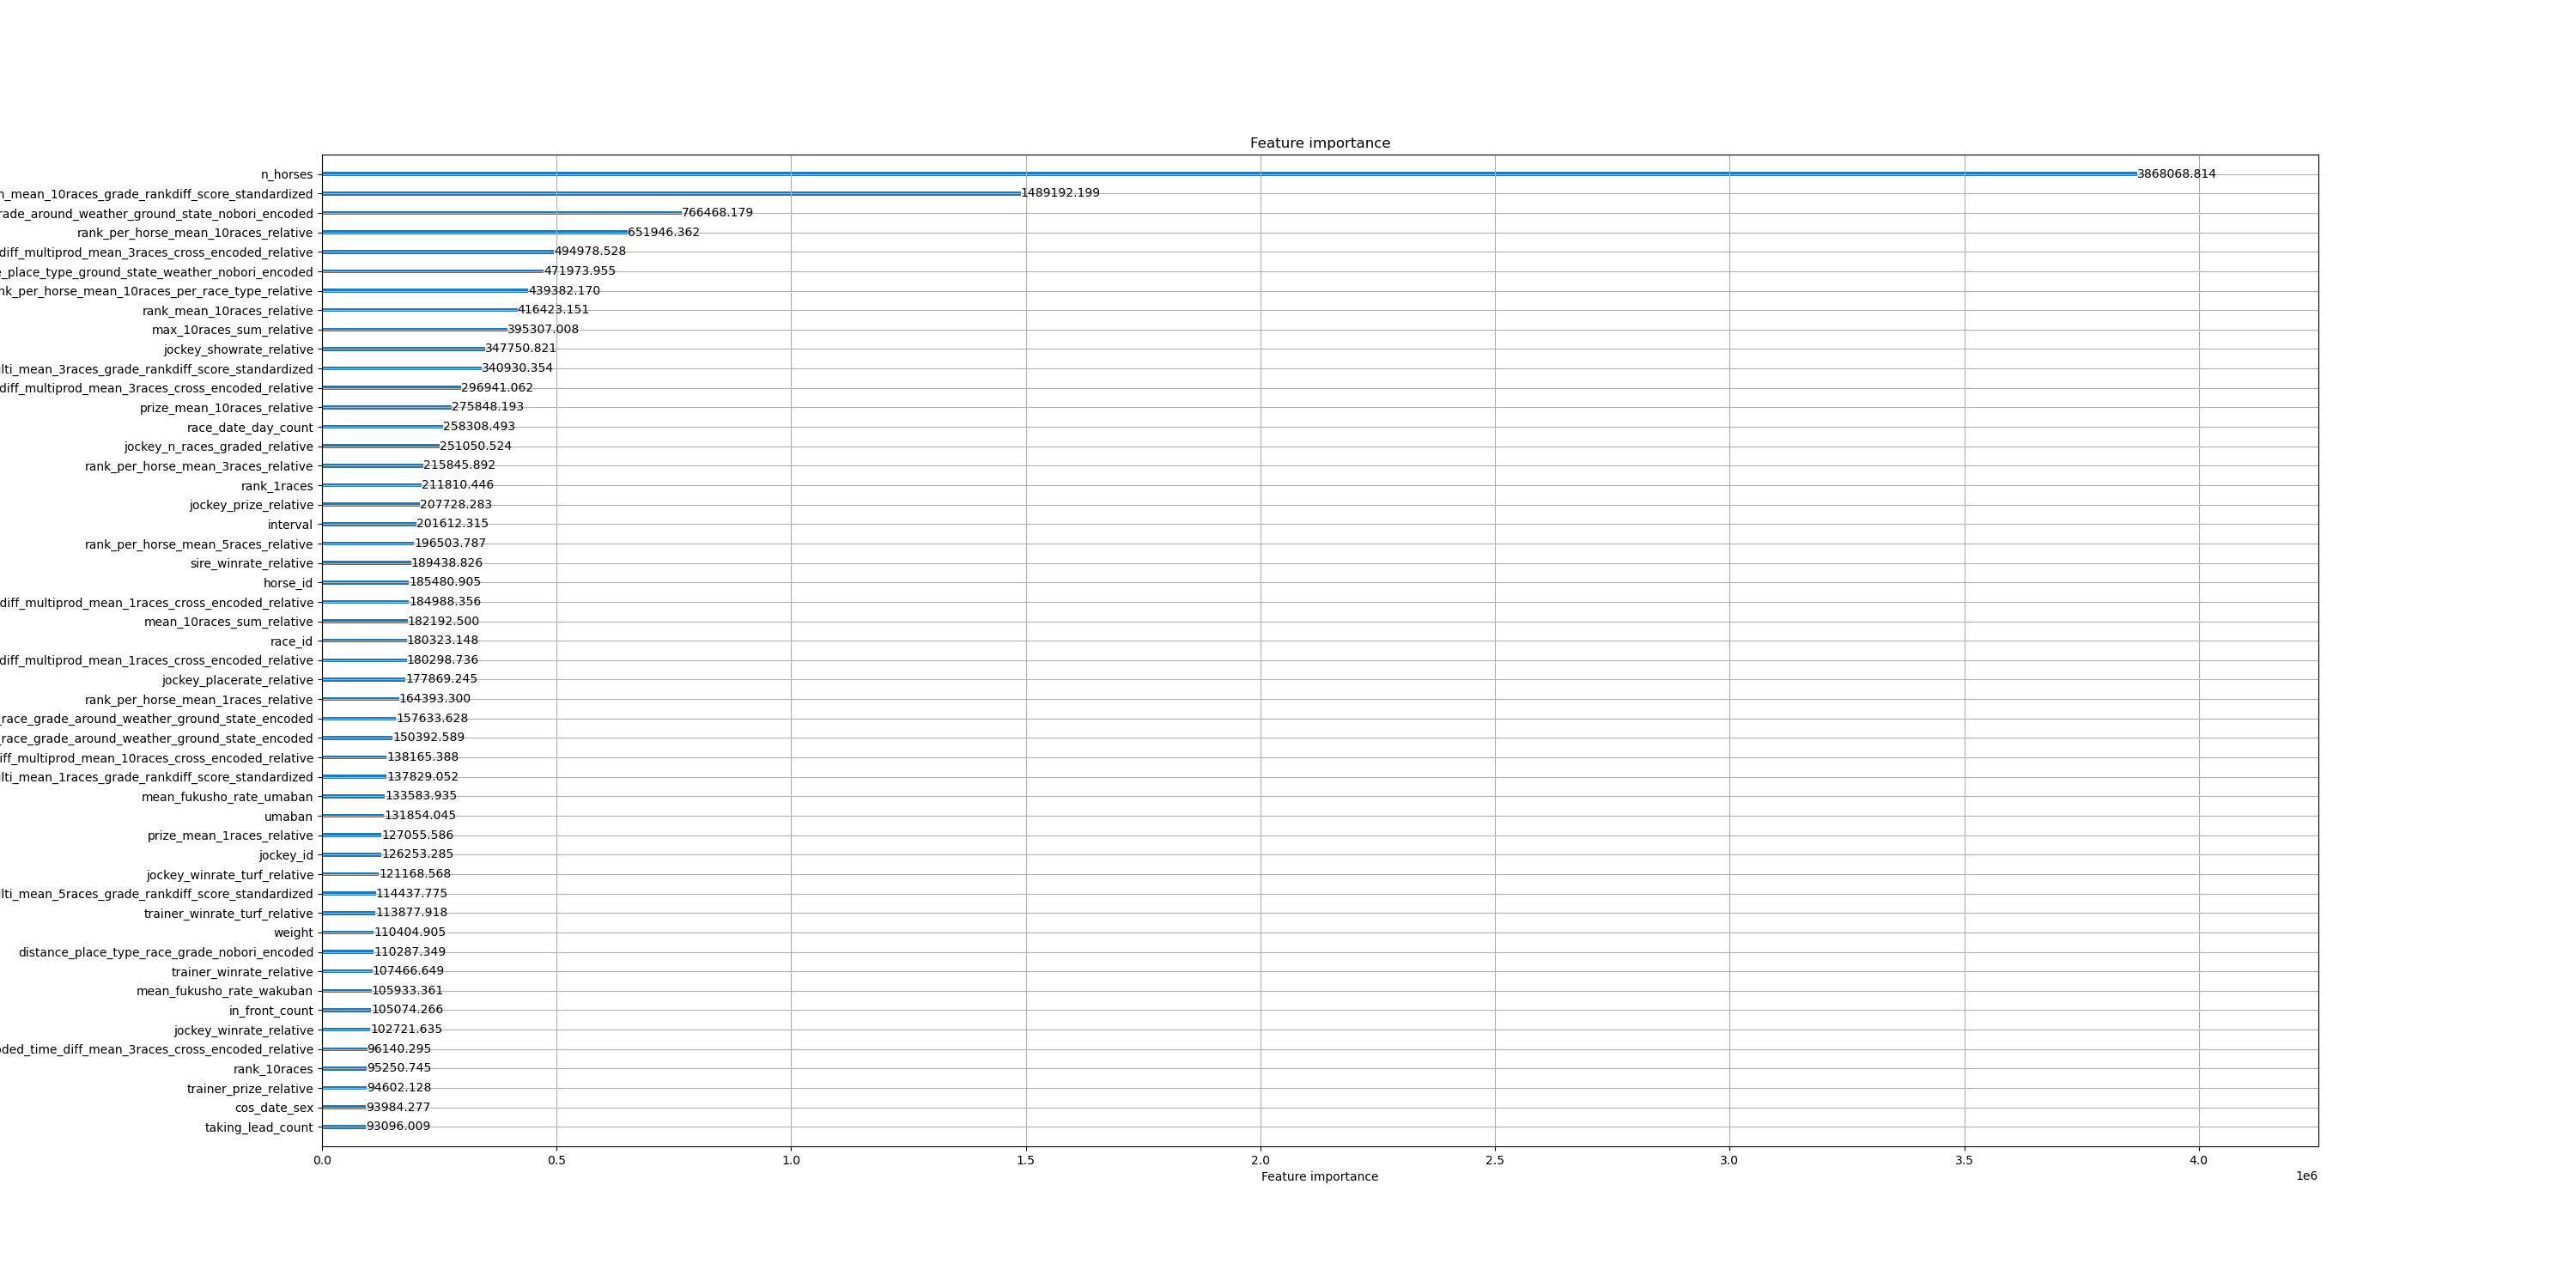 Feature importance
n_horses 3868068.814
n_mean_10races_grade_rankdiff_score_standardized 1489192.199
rade_around_weather_ground_state_nobori_encoded 766468.179
rank_per_horse_mean_10races_relative 651946.362
diff_multiprod_mean_3races_cross_encoded_relative 494978.528
_place_type_ground_state_weather_nobori_encoded 471973.955
nk_per_horse_mean_10races_per_race_type_relative 439382.170
rank_mean_10races_relative 416423.151
max_10races_sum_relative 395307.008
jockey_showrate_relative 347750.821
lti_mean_3races_grade_rankdiff_score_standardized 340930.354
diff_multiprod_mean_3races_cross_encoded_relative 296941.062
prize_mean_10races_relative 275848.193
race_date_day_count 258308.493
jockey_n_races_graded_relative 251050.524
rank_per_horse_mean_3races_relative 215845.892
rank_1races 211810.446
jockey_prize_relative 207728.283
interval 201612.315
rank_per_horse_mean_5races_relative 196503.787
sire_winrate_relative 189438.826
horse_id 185480.905
diff_multiprod_mean_1races_cross_encoded_relative 184988.356
mean_10races_sum_relative 182192.500
race_id 180323.148
diff_multiprod_mean_1races_cross_encoded_relative 180298.736
jockey_placerate_relative 177869.245
rank_per_horse_mean_1races_relative 164393.300
_race_grade_around_weather_ground_state_encoded 157633.628
_race_grade_around_weather_ground_state_encoded 150392.589
iff_multiprod_mean_10races_cross_encoded_relative 138165.388
lti_mean_1races_grade_rankdiff_score_standardized 137829.052
mean_fukusho_rate_umaban 133583.935
umaban 131854.045
prize_mean_1races_relative 127055.586
jockey_id 126253.285
jockey_winrate_turf_relative 121168.568
lti_mean_5races_grade_rankdiff_score_standardized 114437.775
trainer_winrate_turf_relative 113877.918
weight 110404.905
distance_place_type_race_grade_nobori_encoded 110287.349
trainer_winrate_relative 107466.649
mean_fukusho_rate_wakuban 105933.361
in_front_count 105074.266
jockey_winrate_relative 102721.635
ded_time_diff_mean_3races_cross_encoded_relative 96140.295
rank_10races 95250.745
trainer_prize_relative 94602.128
cos_date_sex 93984.277
taking_lead_count 93096.009
0.0 0.5 1.0 1.5 2.0 2.5 3.0 3.5 4.0
Feature importance
1e6